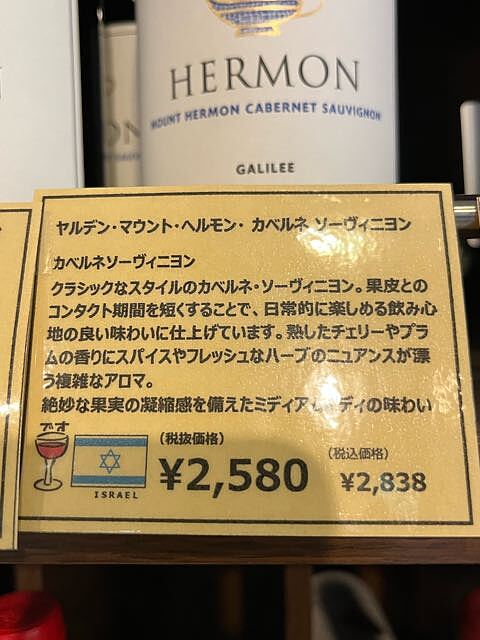 HERMON
MOUNT HERMON CABERNET SAUVIGNON
GALILEE
ヤルデン・マウント・ヘルモン・ カベルネ ソーヴィニヨン
カベルネソーヴィニヨン
クラシックなスタイルのカベルネ・ソーヴィニヨン。果皮との
コンタクト期間を短くすることで、日常的に楽しめる飲み心
地の良い味わいに仕上げています。熟したチェリーやプラ
ムの香りにスパイスやフレッシュなハーブのニュアンスが漂
う複雑なアロマ。
絶妙な果実の凝縮感を備えたミディアムボディの味わい
です
(税抜価格)
(税込価格)
¥2,580
¥2,838
ISRAEL